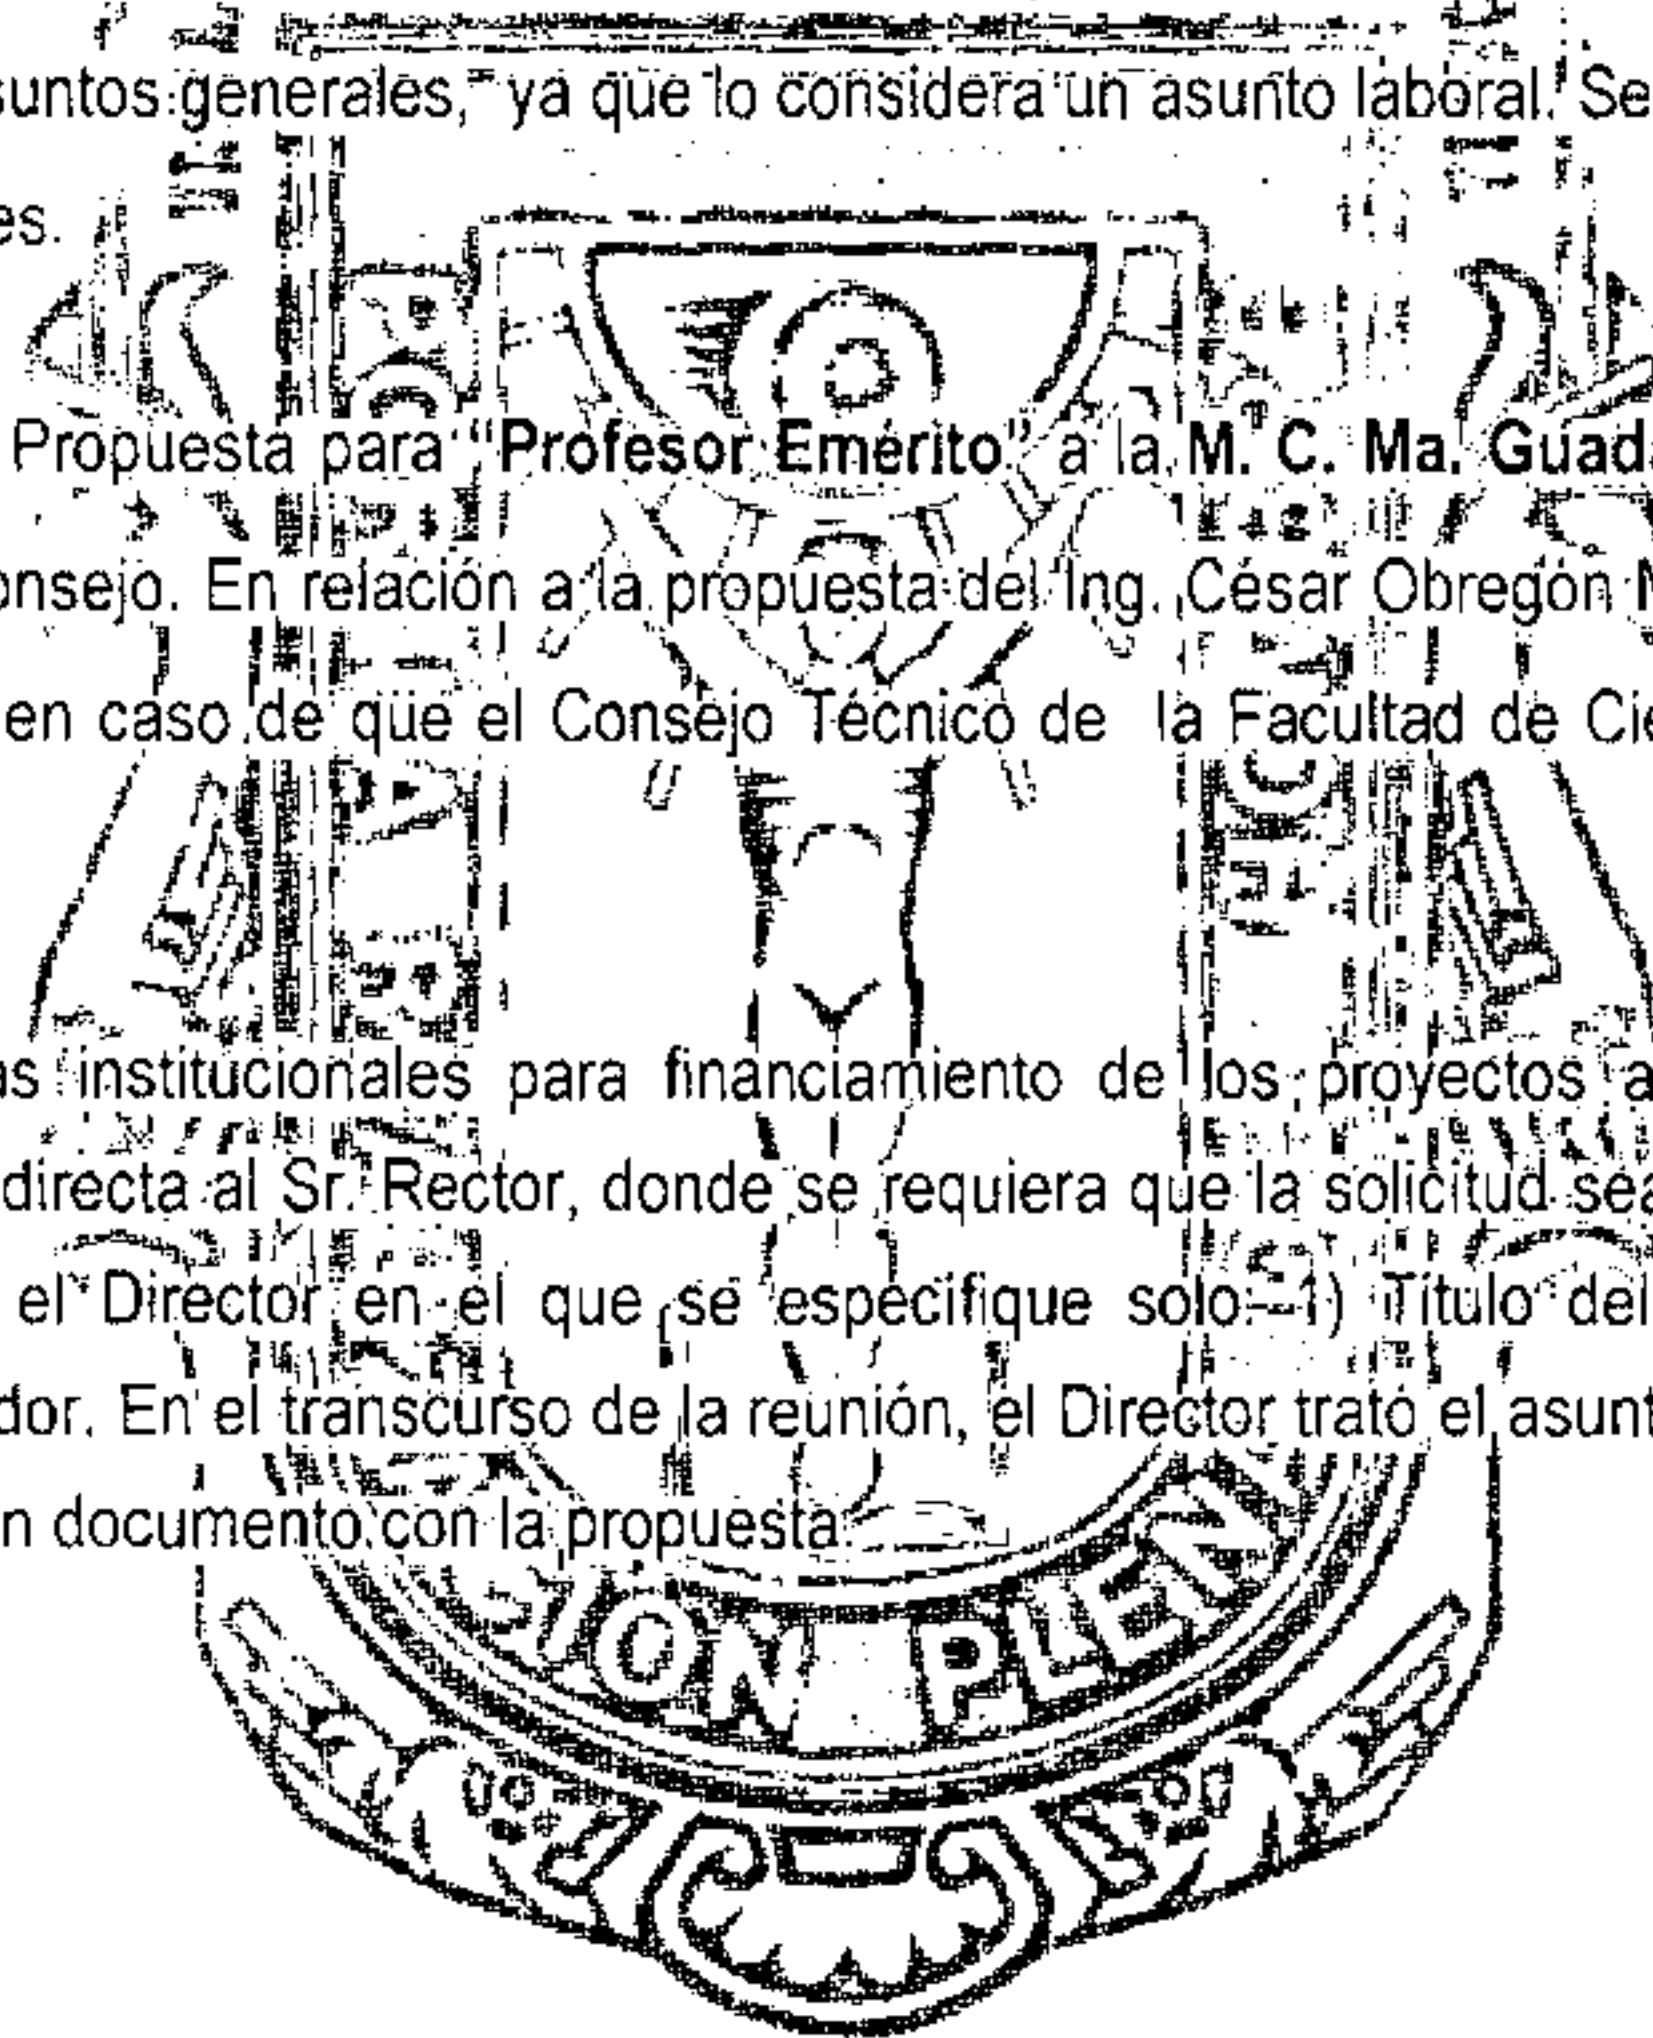 suntos generales, ya que lo considera un asunto laboral. Se
es.
Propuesta para "Profesor Emérito" a la M. C. Ma. Guada
onsejo. En relación a la propuesta del Ing. César Obregón
en caso de que el Consejo Técnico de la Facultad de Cie
as institucionales para financiamiento de los proyectos a
directa al Sr. Rector, donde se requiera que la solicitud sea
el Director en el que se especifique solo: 1) Título del
dor. En el transcurso de la reunión, el Director trató el asunt
n documento con la propuesta.
ION PLEN